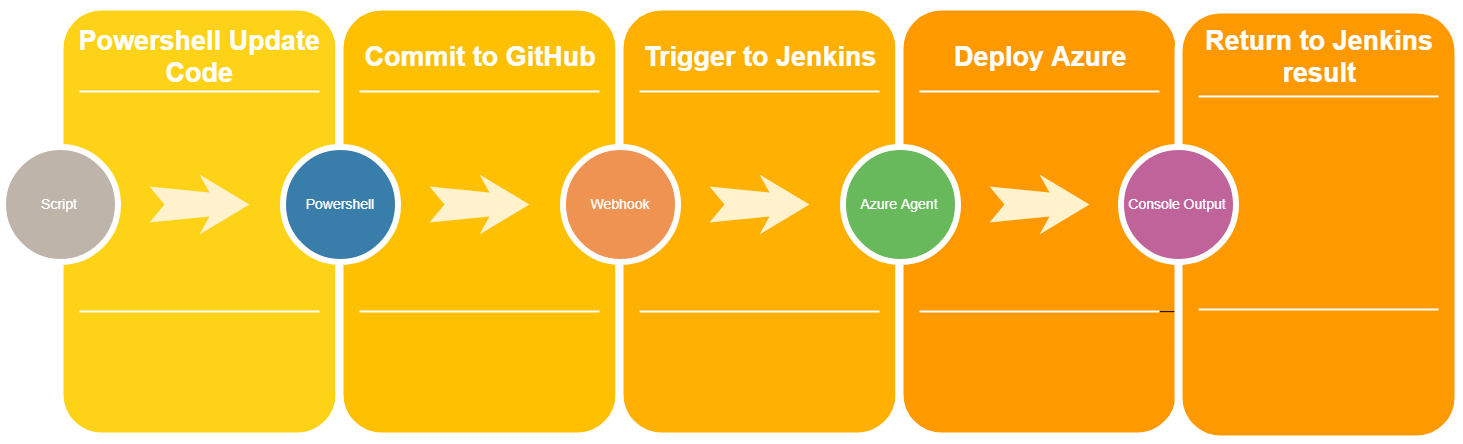 Powershell Update
Code
Commit to GitHub
Trigger to Jenkins
Deploy Azure
Return to Jenkins
result
Script
Powershell
Webhook
Azure Agent
Console Output